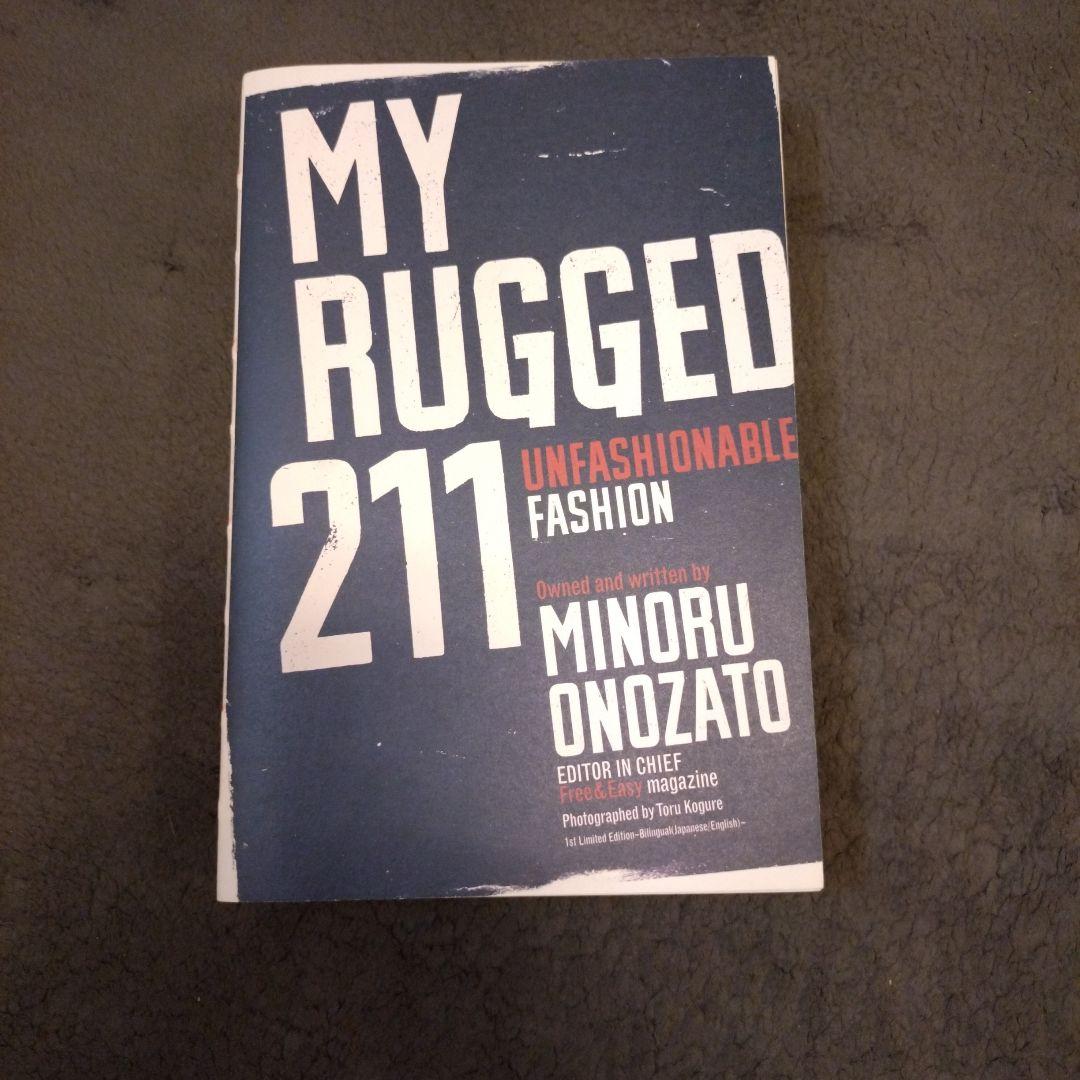 MY
RUGGED
211
UNFASHIONABLE
FASHION
Owned and written by
MINORU
ONOZATO
EDITOR IN CHIEF
Free & Easy magazine
Photographed by Toru Kogure
1st Limited Edition~Bilingual(Japanese/English)~